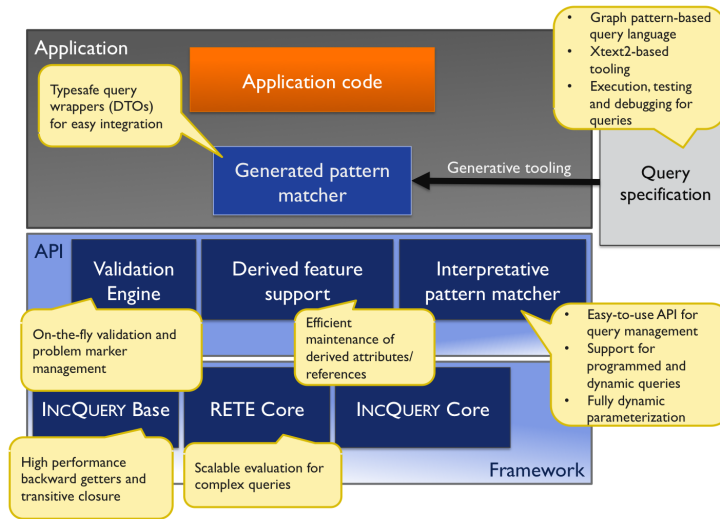 Application
Application code
Typesafe query
wrappers (DTOs)
for easy integration
Generated pattern
matcher
Generative tooling
• Graph pattern-based
query language
• Xtext2-based
tooling
• Execution, testing
and debugging for
queries
Query
specification
API
Validation
Engine
Derived feature
support
Interpretative
pattern matcher
On-the-fly validation and
problem marker
management
Efficient
maintenance of
derived attributes/
references
• Easy-to-use API for
query management
• Support for
programmed and
dynamic queries
• Fully dynamic
parameterization
INCQUERY Base
RETE Core
INCQUERY Core
High performance
backward getters and
transitive closure
Scalable evaluation for
complex queries
Framework